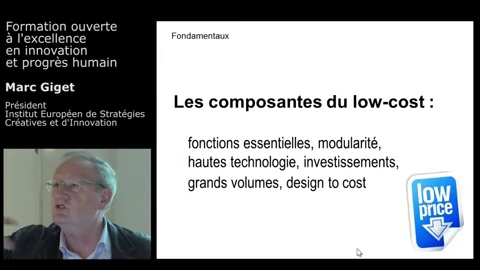 Formation ouverte
à l'excellence
en innovation
et progrès humain
Marc Giget
Président
Institut Européen de Stratégies
Créatives et d'Innovation
Fondamentaux
Les composantes du low-cost :
fonctions essentielles, modularité,
hautes technologie, investissements,
grands volumes, design to cost
low
price